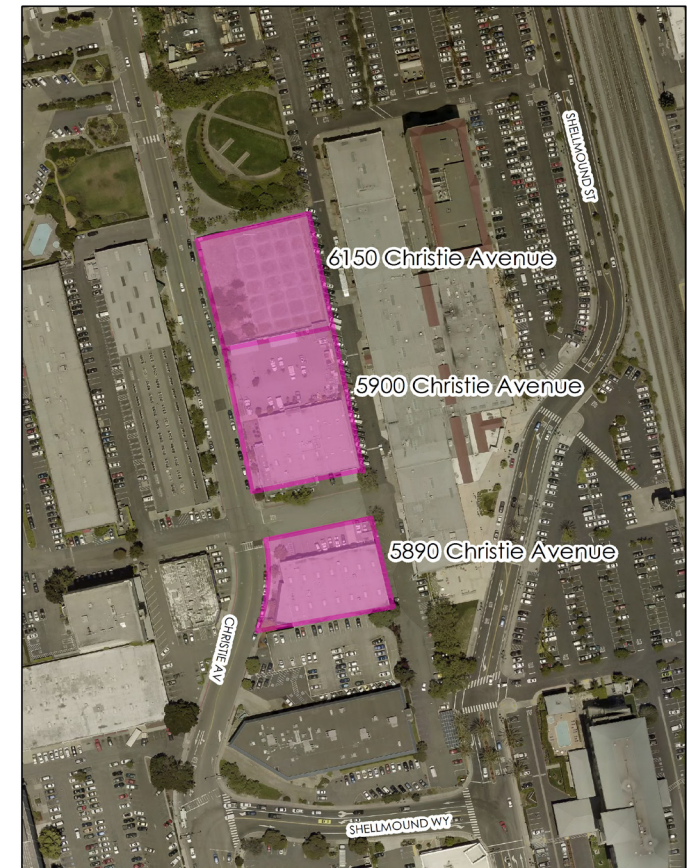 SHELLMOUND ST
6150 Christie Avenue
5900 Christie Avenue
5890 Christie Avenue
CHRISTIE AV
SHELLMOUND WY